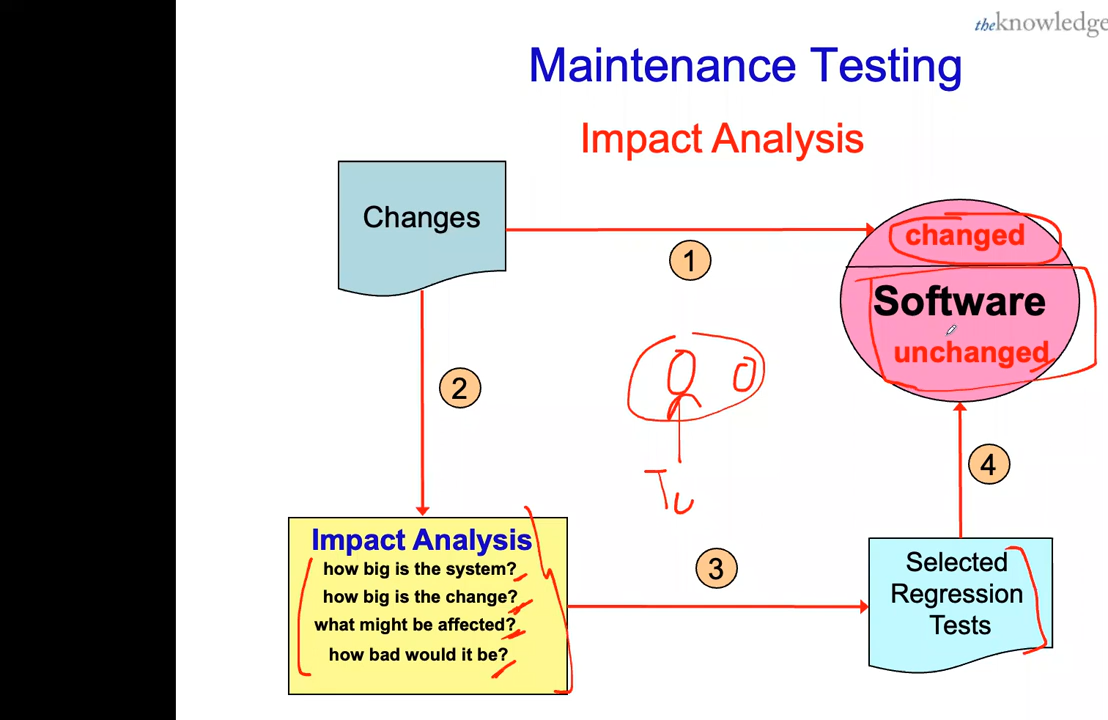 theknowledge
Maintenance Testing
Impact Analysis
Changes
changed
1
Software
unchanged
2
4
Impact Analysis
how big is the system?
how big is the change?
what might be affected?
how bad would it be?
3
Selected
Regression
Tests